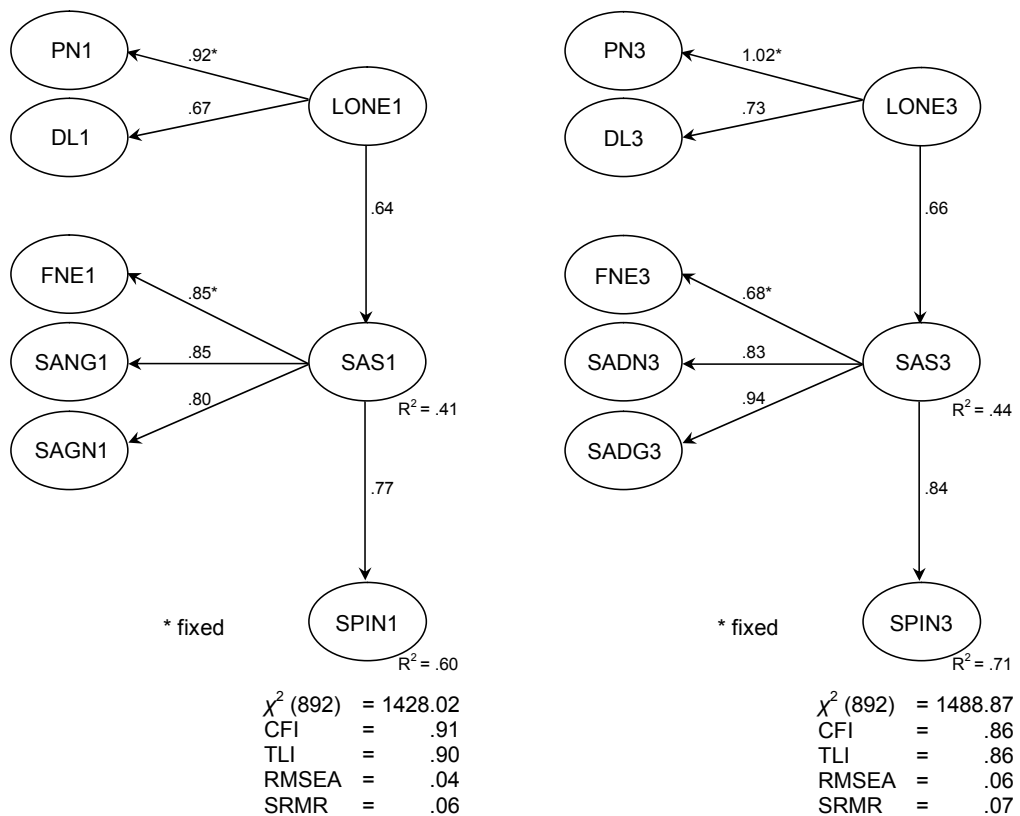 PN1
.92*
LONE1
DL1
.67
.64
FNE1
.85*
SANG1
.85
SAS1
R² = .41
SAGN1
.80
.77
SPIN1
R² = .60
* fixed
χ² (892) = 1428.02
CFI = .91
TLI = .90
RMSEA = .04
SRMR = .06
PN3
1.02*
LONE3
DL3
.73
.66
FNE3
.68*
SADN3
.83
SAS3
R² = .44
SADG3
.94
.84
SPIN3
R² = .71
* fixed
χ² (892) = 1488.87
CFI = .86
TLI = .86
RMSEA = .06
SRMR = .07